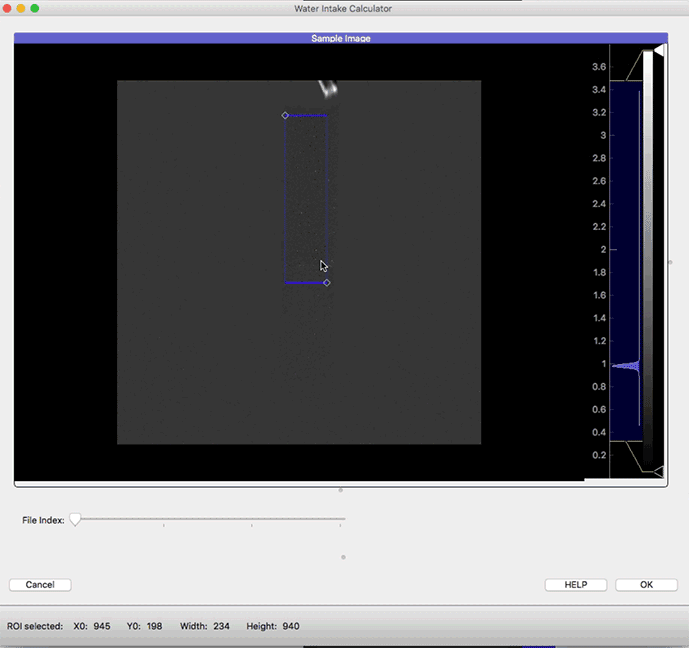 Water Intake Calculator
Sample Image
3.6
3.4
3.2
3
2.8
2.6
2.4
2.2
2
1.8
1.6
1.4
1.2
1
0.8
0.6
0.4
0.2
File Index:
Cancel
HELP
OK
ROI selected: X0: 945 Y0: 198 Width: 234 Height: 940